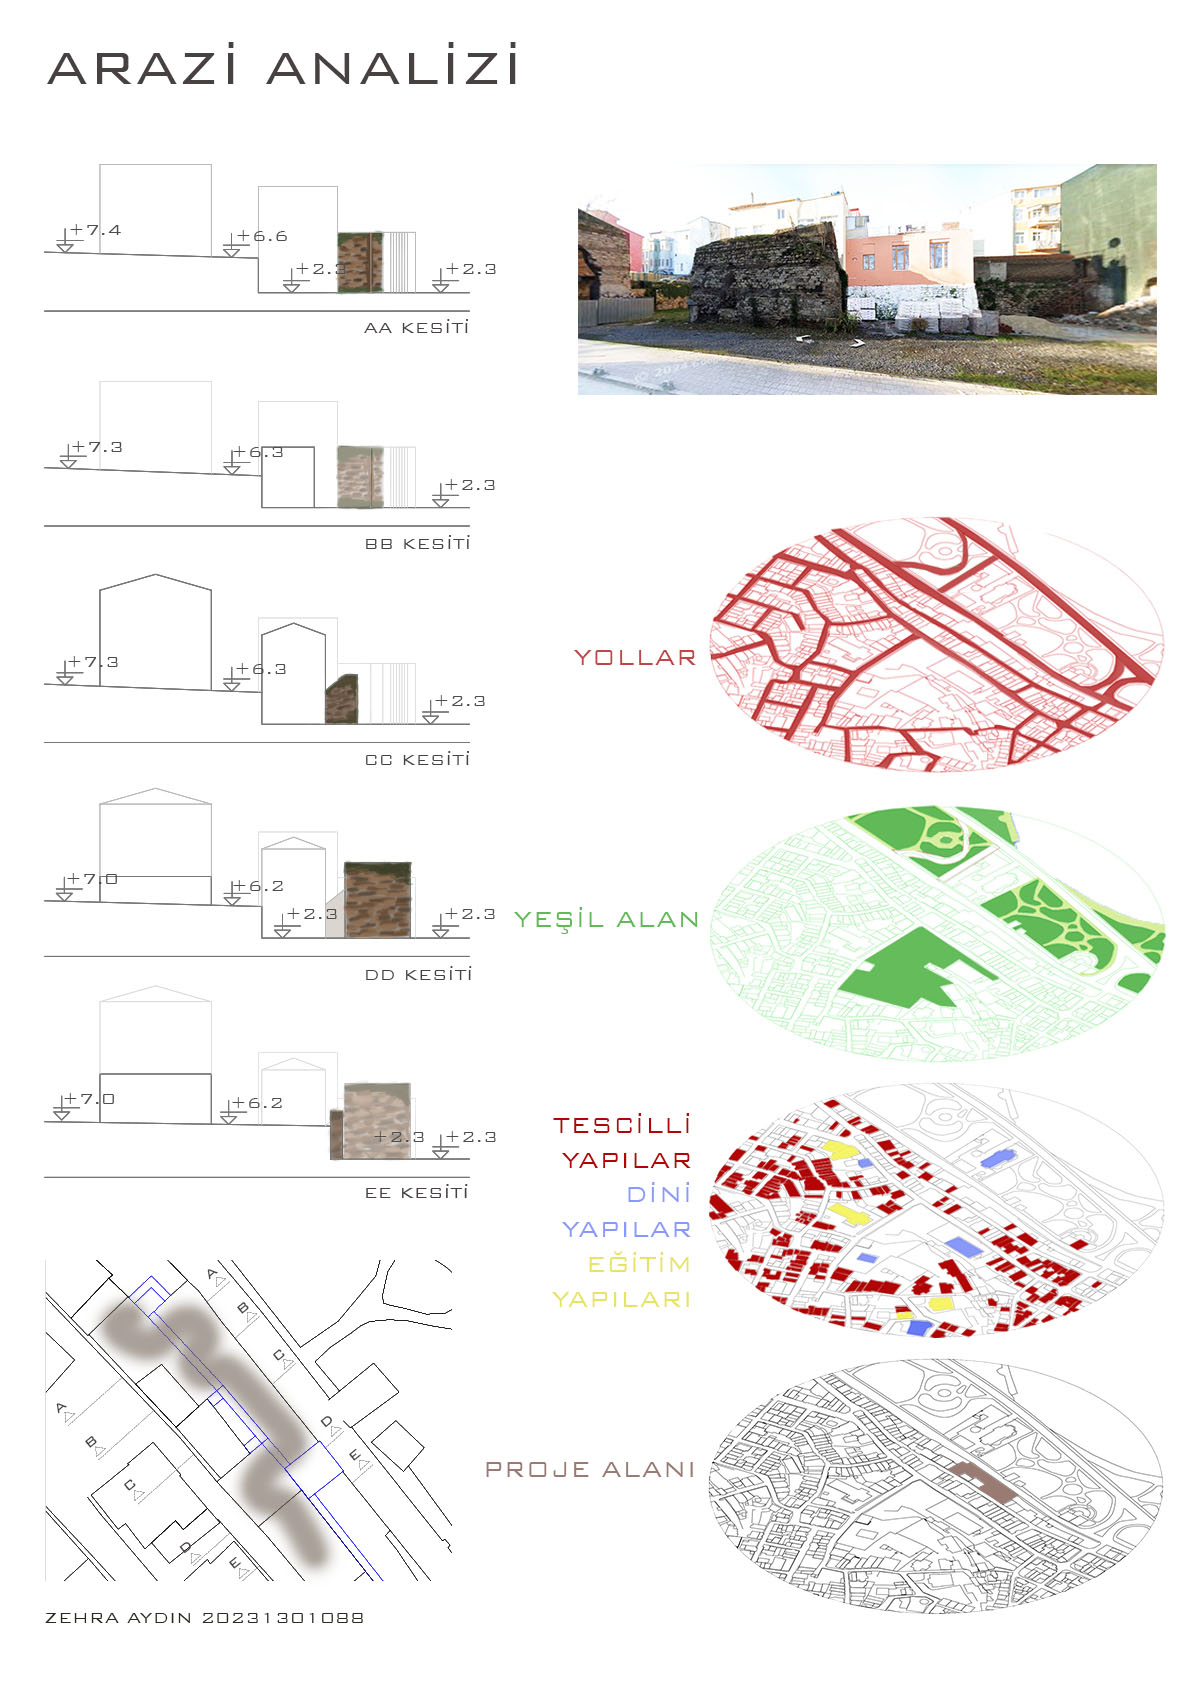 ARAZİ ANALİZİ
+7.4
+6.6
+2.3
+2.3
AA KESİTİ
+7.3
+6.3
+2.3
BB KESİTİ
+7.3
+6.3
+2.3
CC KESİTİ
+7.0
+6.2
+2.3
+2.3
DD KESİTİ
+7.0
+6.2
+2.3
+2.3
EE KESİTİ
A
B
C
D
E
A
B
C
D
E
ZEHRA AYDIN 20231301088
© 2024
YOLLAR
YEŞİL ALAN
TESCİLLİ
YAPILAR
DİNİ
YAPILAR
EĞİTİM
YAPILARI
PROJE ALANI